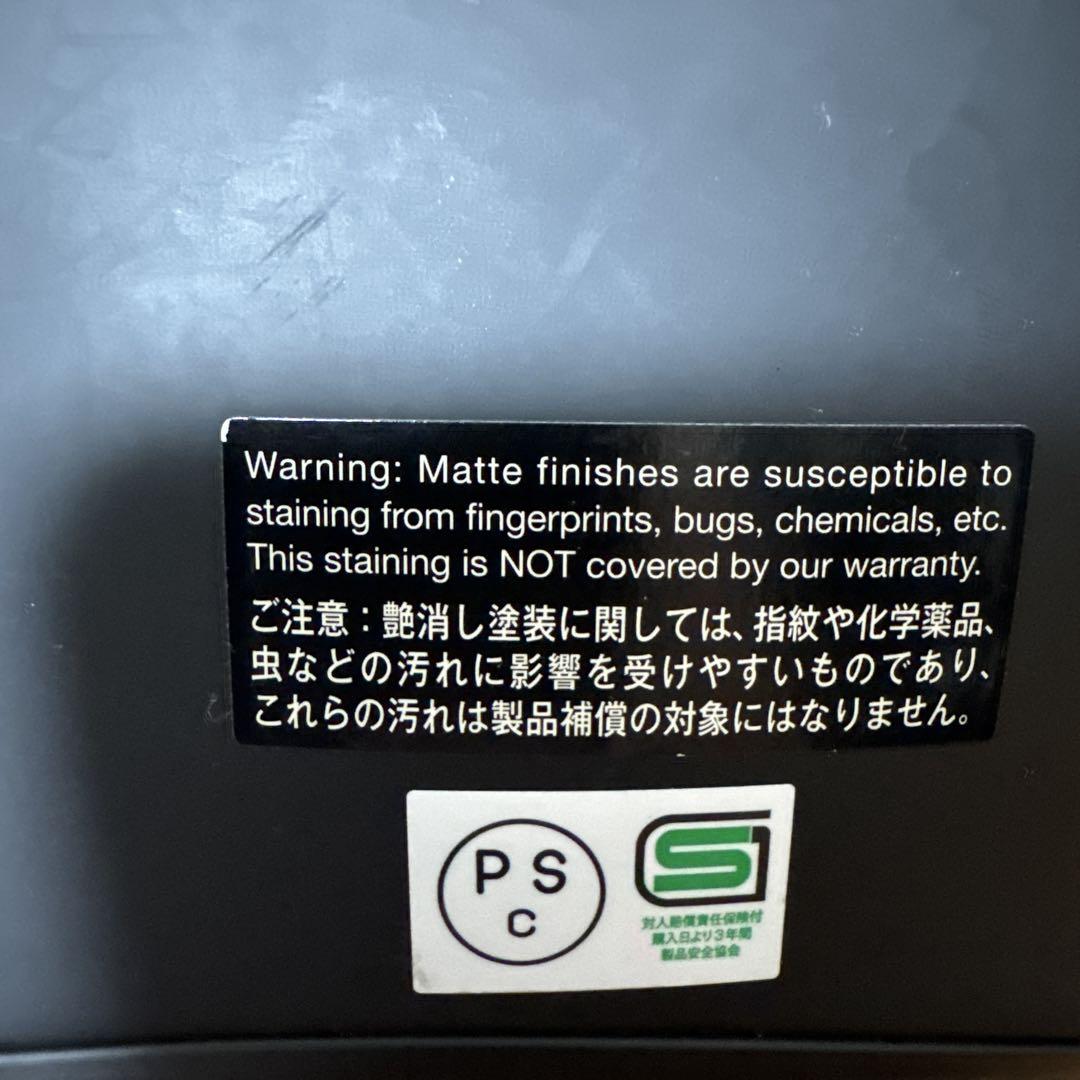 Warning: Matte finishes are susceptible to
staining from fingerprints, bugs, chemicals, etc.
This staining is NOT covered by our warranty.
ご注意：艶消し塗装に関しては、指紋や化学薬品、
虫などの汚れに影響を受けやすいものであり、
これらの汚れは製品補償の対象にはなりません。
P S
C
SG
対人賠償責任保険付
購入日より3年間
製品安全協会